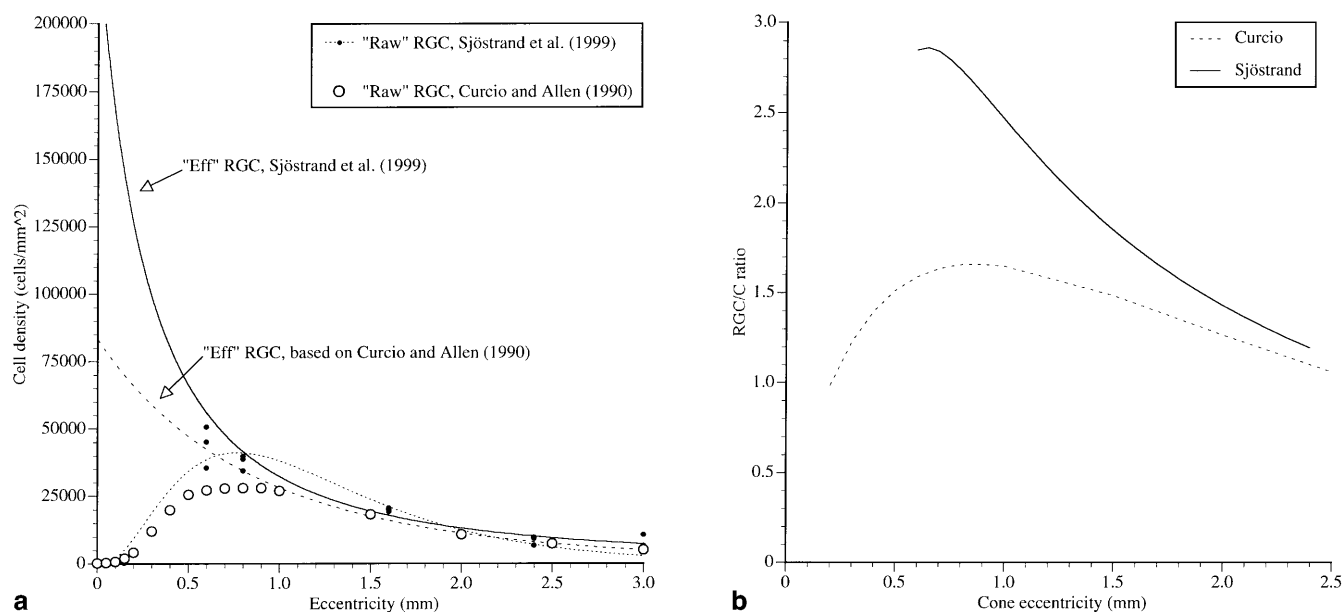 200000
175000
150000
125000
100000
75000
50000
25000
0
Cell density (cells/mm^2)
"Raw" RGC, Sjöstrand et al. (1999)
"Raw" RGC, Curcio and Allen (1990)
"Eff" RGC, Sjöstrand et al. (1999)
"Eff" RGC, based on Curcio and Allen (1990)
0.0 0.5 1.0 1.5 2.0 2.5 3.0
Eccentricity (mm)
a
3.0
2.5
2.0
1.5
1.0
0.5
0.0
RGC/C ratio
Curcio
Sjöstrand
0 0.5 1.0 1.5 2.0 2.5
Cone eccentricity (mm)
b